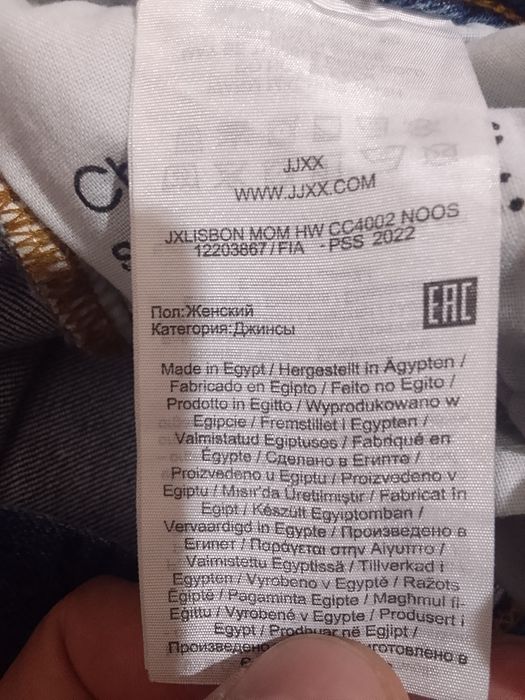 JJXX
WWW.JJXX.COM
JXLISBON MOM HW CC4002 NOOS
12203867 / FIA - PSS 2022
EAC
Пол:Женский
Категория:Джинсы
Made in Egypt / Hergestellt in Ägypten /
Fabricado en Egipto / Feito no Egito /
Prodotto in Egitto / Wyprodukowano w
Egipcie / Fremstillet i Egypten /
Valmistatud Egiptuses / Fabriqué en
Égypte / Сделано в Египте /
Proizvedeno u Egiptu / Proizvedeno v
Egiptu / Mısır'da Üretilmiştir / Fabricat în
Egipt / Készült Egyiptomban /
Vervaardigd in Egypte / Произведено в
Египет / Παράγεται στην Αίγυπτο /
Valmistettu Egyptissä / Tillverkad i
Egypten / Vyrobeno v Egyptě / Ražots
Ēģiptē / Pagaminta Egipte / Magħmul fl-
Eġittu / Vyrobené v Egypte / Produsert i
Egypt / Prodhuar në Egjipt /